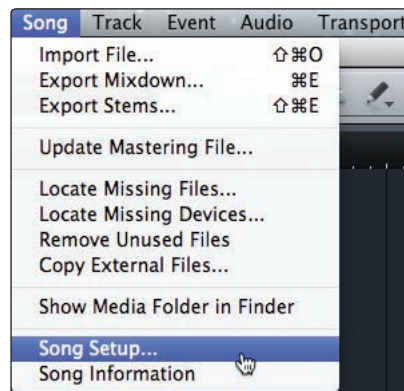 Song Track Event Audio Transport
Import File... ⇧⌘O
Export Mixdown... ⌘E
Export Stems... ⇧⌘E
Update Mastering File...
Locate Missing Files...
Locate Missing Devices...
Remove Unused Files
Copy External Files...
Show Media Folder in Finder
Song Setup...
Song Information